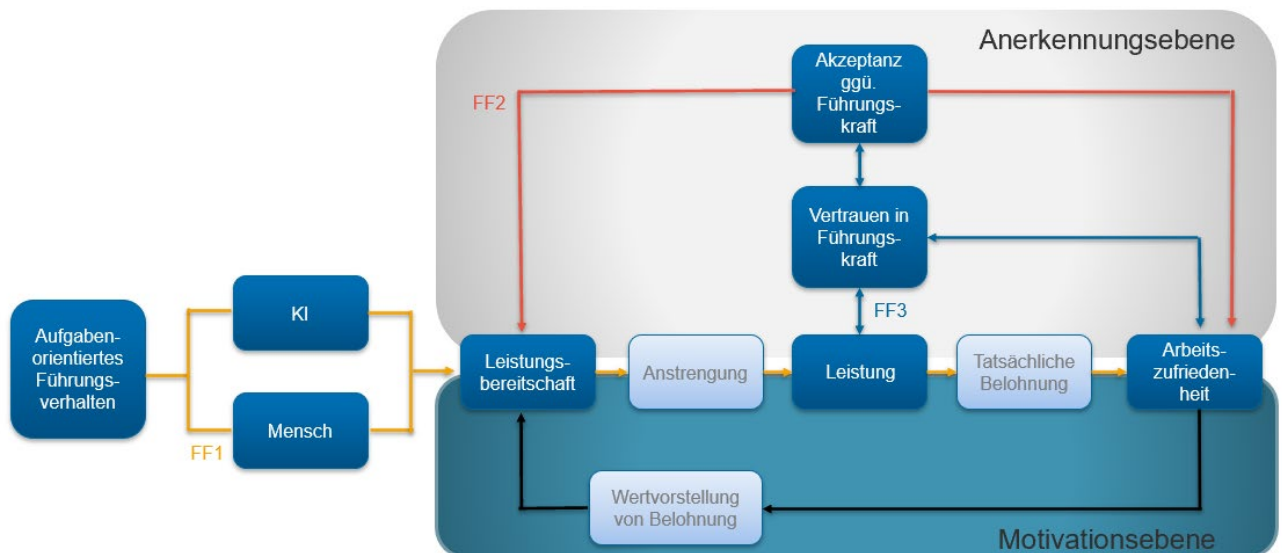 Anerkennungsebene
Akzeptanz
ggü.
Führungs-
kraft
FF2
Vertrauen in
Führungs-
kraft
FF3
Aufgaben-
orientiertes
Führungs-
verhalten
KI
Mensch
FF1
Leistungs-
bereitschaft
Anstrengung
Leistung
Tatsächliche
Belohnung
Arbeits-
zufrieden-
heit
Wertvorstellung
von Belohnung
Motivationsebene